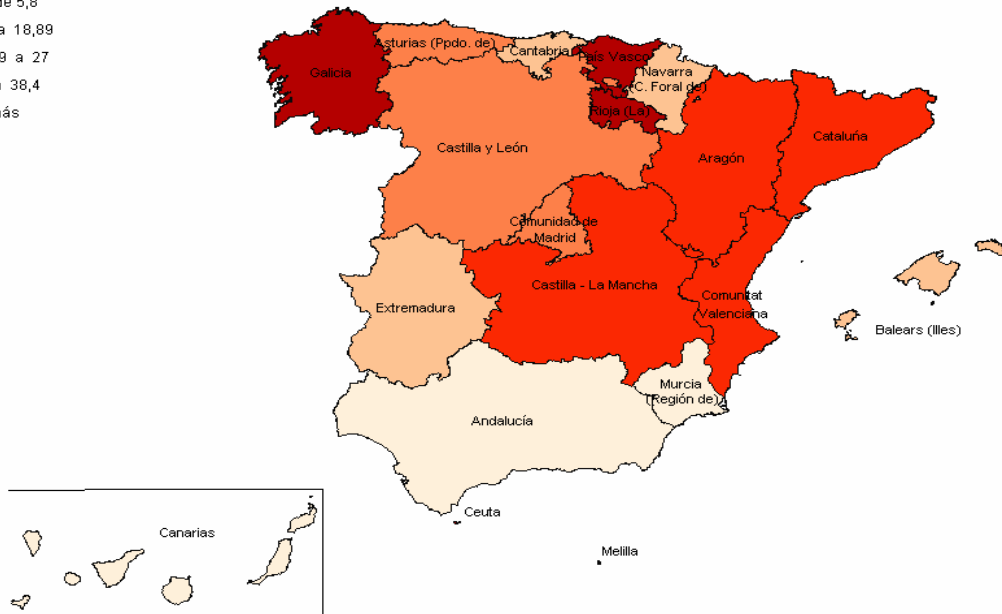 de 5,8
a 18,89
9 a 27
a 38,4
más
Asturias (Ppdo. de)
Cantabria
País Vasco
Galicia
Navarra
(C. Foral de)
Rioja (La)
Castilla y León
Aragón
Cataluña
Comunidad de
Madrid
Castilla - La Mancha
Extremadura
Comunitat
Valenciana
Balears (Illes)
Murcia
(Región de)
Andalucía
Ceuta
Canarias
Melilla